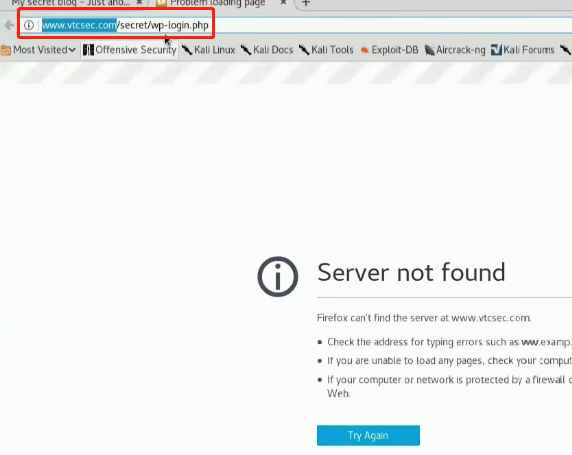 My secret blog – Just ano... × Problem loading page × +
www.vtcsec.com/secret/wp-login.php
Most Visited Offensive Security Kali Linux Kali Docs Kali Tools Exploit-DB Aircrack-ng Kali Forums
Server not found
Firefox can't find the server at www.vtcsec.com.
Check the address for typing errors such as ww.examp
If you are unable to load any pages, check your comput
If your computer or network is protected by a firewall
Web.
Try Again